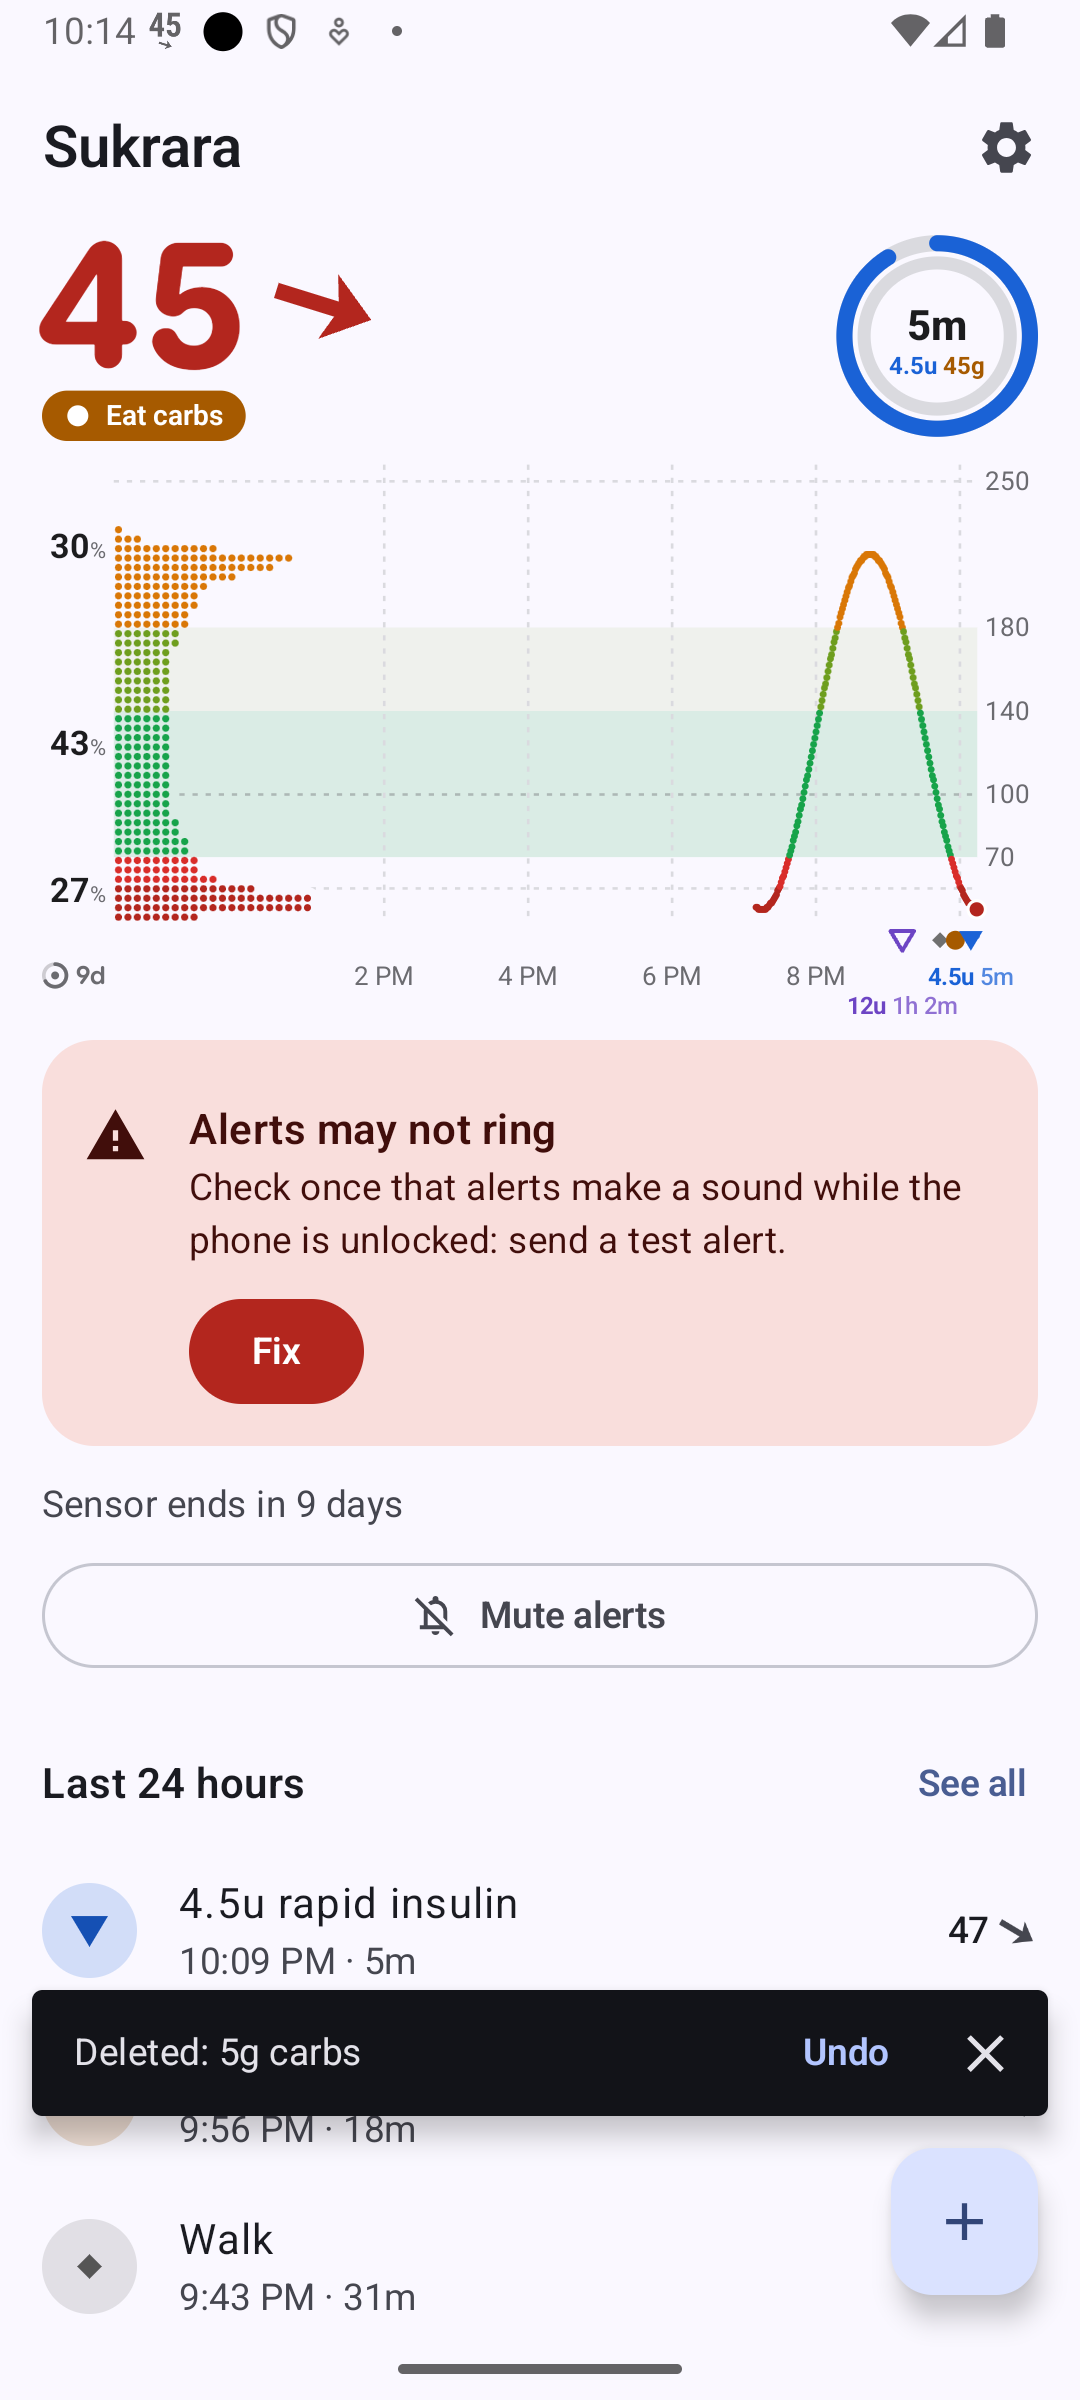 10:14 45
Sukrara
45
Eat carbs
5m
4.5u 45g
250
30%
180
140
43%
100
70
27%
9d
2 PM 4 PM 6 PM 8 PM 4.5u 5m
12u 1h 2m
Alerts may not ring
Check once that alerts make a sound while the
phone is unlocked: send a test alert.
Fix
Sensor ends in 9 days
Mute alerts
Last 24 hours See all
4.5u rapid insulin
47
10:09 PM · 5m
Deleted: 5g carbs Undo
9:56 PM · 18m
Walk
9:43 PM · 31m